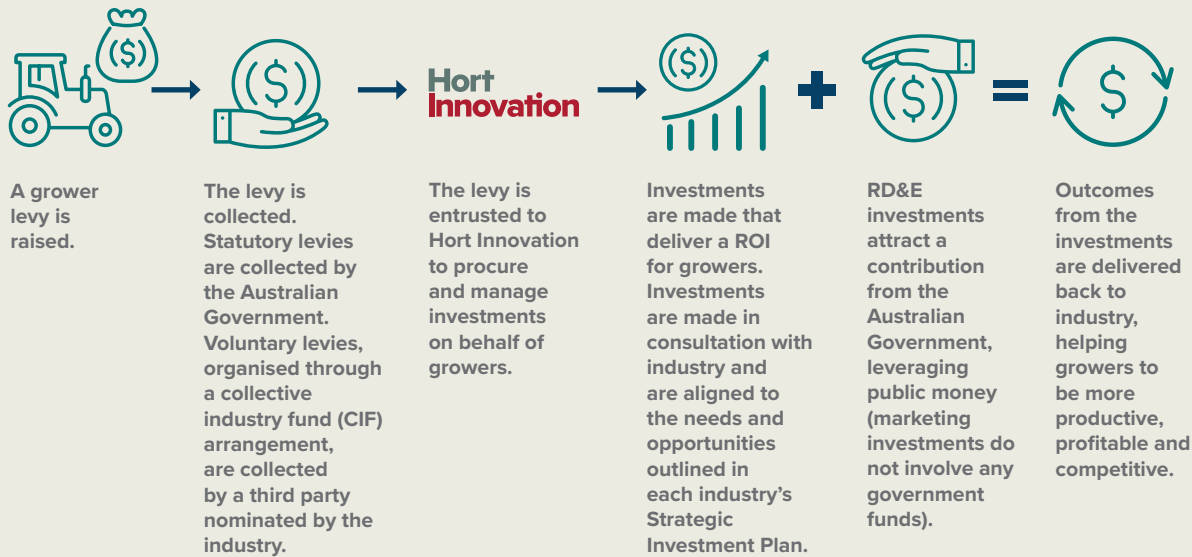 Hort
Innovation
A grower
levy is
raised.
The levy is
collected.
Statutory levies
are collected by
the Australian
Government.
Voluntary levies,
organised through
a collective
industry fund (CIF)
arrangement,
are collected
by a third party
nominated by the
industry.
The levy is
entrusted to
Hort Innovation
to procure
and manage
investments
on behalf of
growers.
Investments
are made that
deliver a ROI
for growers.
Investments
are made in
consultation with
industry and
are aligned to
the needs and
opportunities
outlined in
each industry’s
Strategic
Investment Plan.
RD&E
investments
attract a
contribution
from the
Australian
Government,
leveraging
public money
(marketing
investments do
not involve any
government
funds).
Outcomes
from the
investments
are delivered
back to
industry,
helping
growers to
be more
productive,
profitable and
competitive.